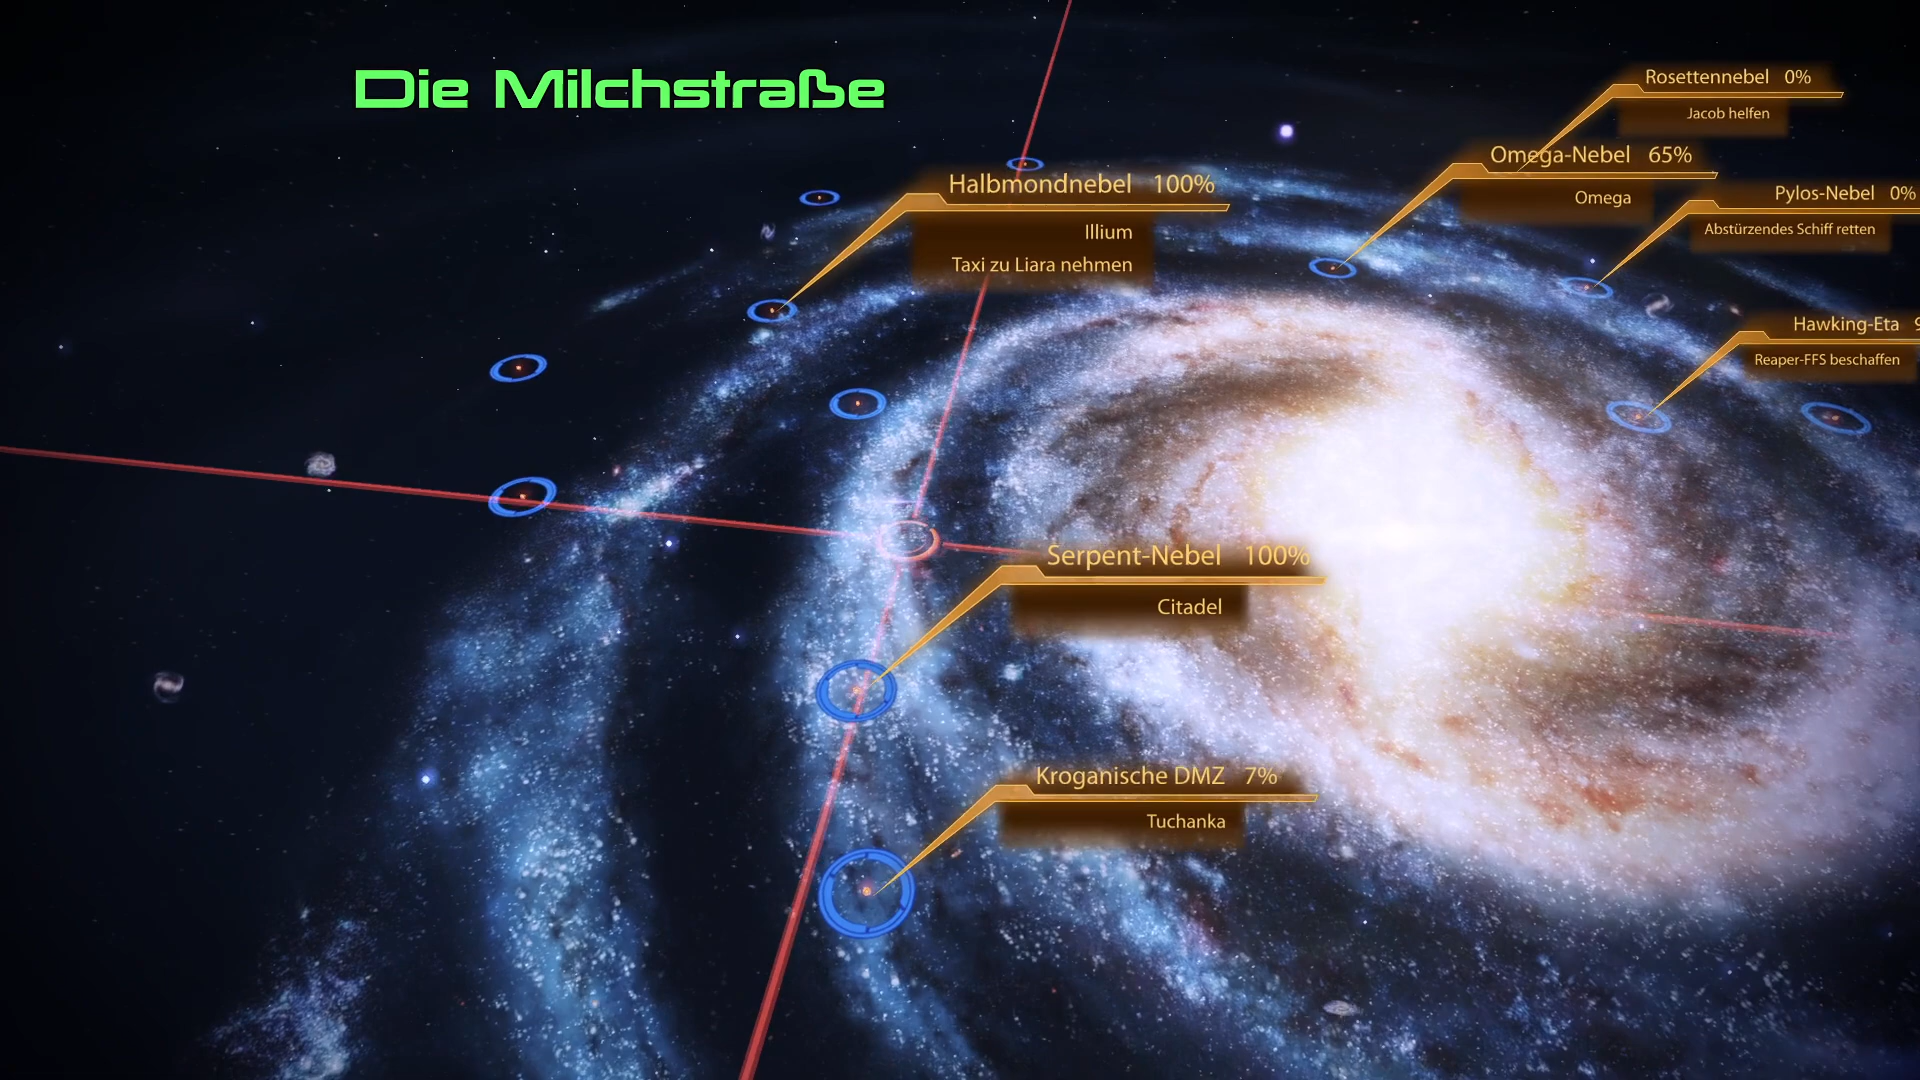 Die Milchstraße
Rosettennebel 0%
Jacob helfen
Omega-Nebel 65%
Omega
Halbmondnebel 100%
Illium
Taxi zu Liara nehmen
Pylos-Nebel 0%
Abstürzendes Schiff retten
Hawking-Eta
Reaper-FFS beschaffen
Serpent-Nebel 100%
Citadel
Kroganische DMZ 7%
Tuchanka